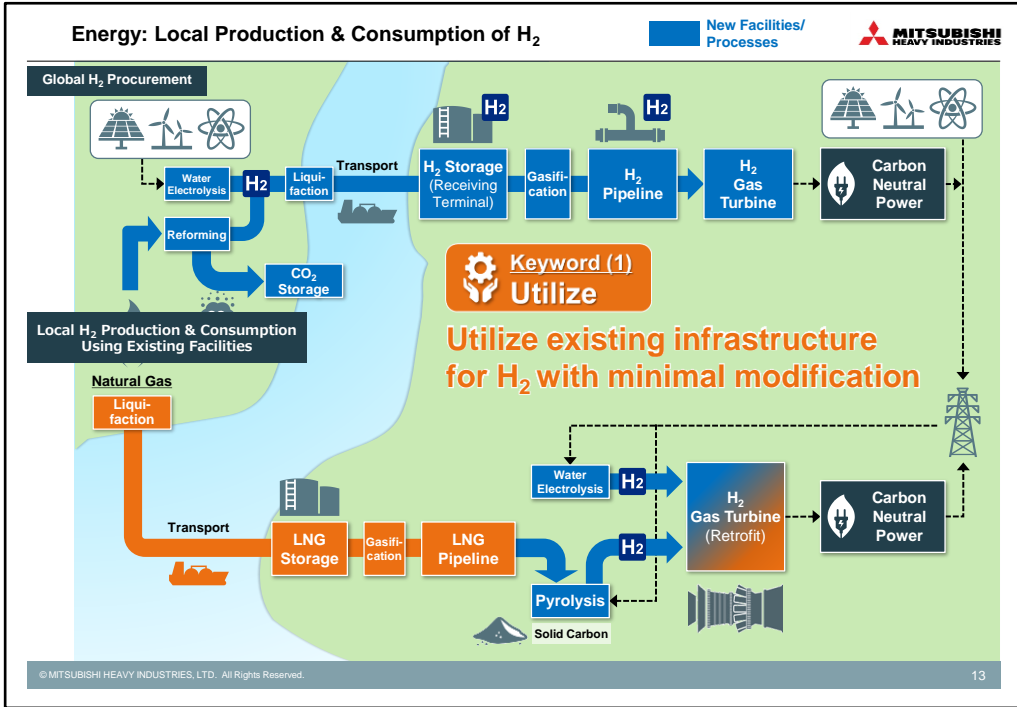 Energy: Local Production & Consumption of H₂
New Facilities/
Processes
MITSUBISHI
HEAVY INDUSTRIES
Global H₂ Procurement
Water
Electrolysis
H2
Liqui-
faction
Transport
H₂ Storage
(Receiving
Terminal)
H2
Gasifi-
cation
H₂
Pipeline
H2
H₂
Gas
Turbine
Carbon
Neutral
Power
Reforming
CO₂
Storage
Keyword (1)
Utilize
Utilize existing infrastructure
for H₂ with minimal modification
Local H₂ Production & Consumption
Using Existing Facilities
Natural Gas
Liqui-
faction
Transport
LNG
Storage
Gasifi-
cation
LNG
Pipeline
Water
Electrolysis
H2
H2
Pyrolysis
Solid Carbon
H₂
Gas Turbine
(Retrofit)
Carbon
Neutral
Power
© MITSUBISHI HEAVY INDUSTRIES, LTD. All Rights Reserved.
13